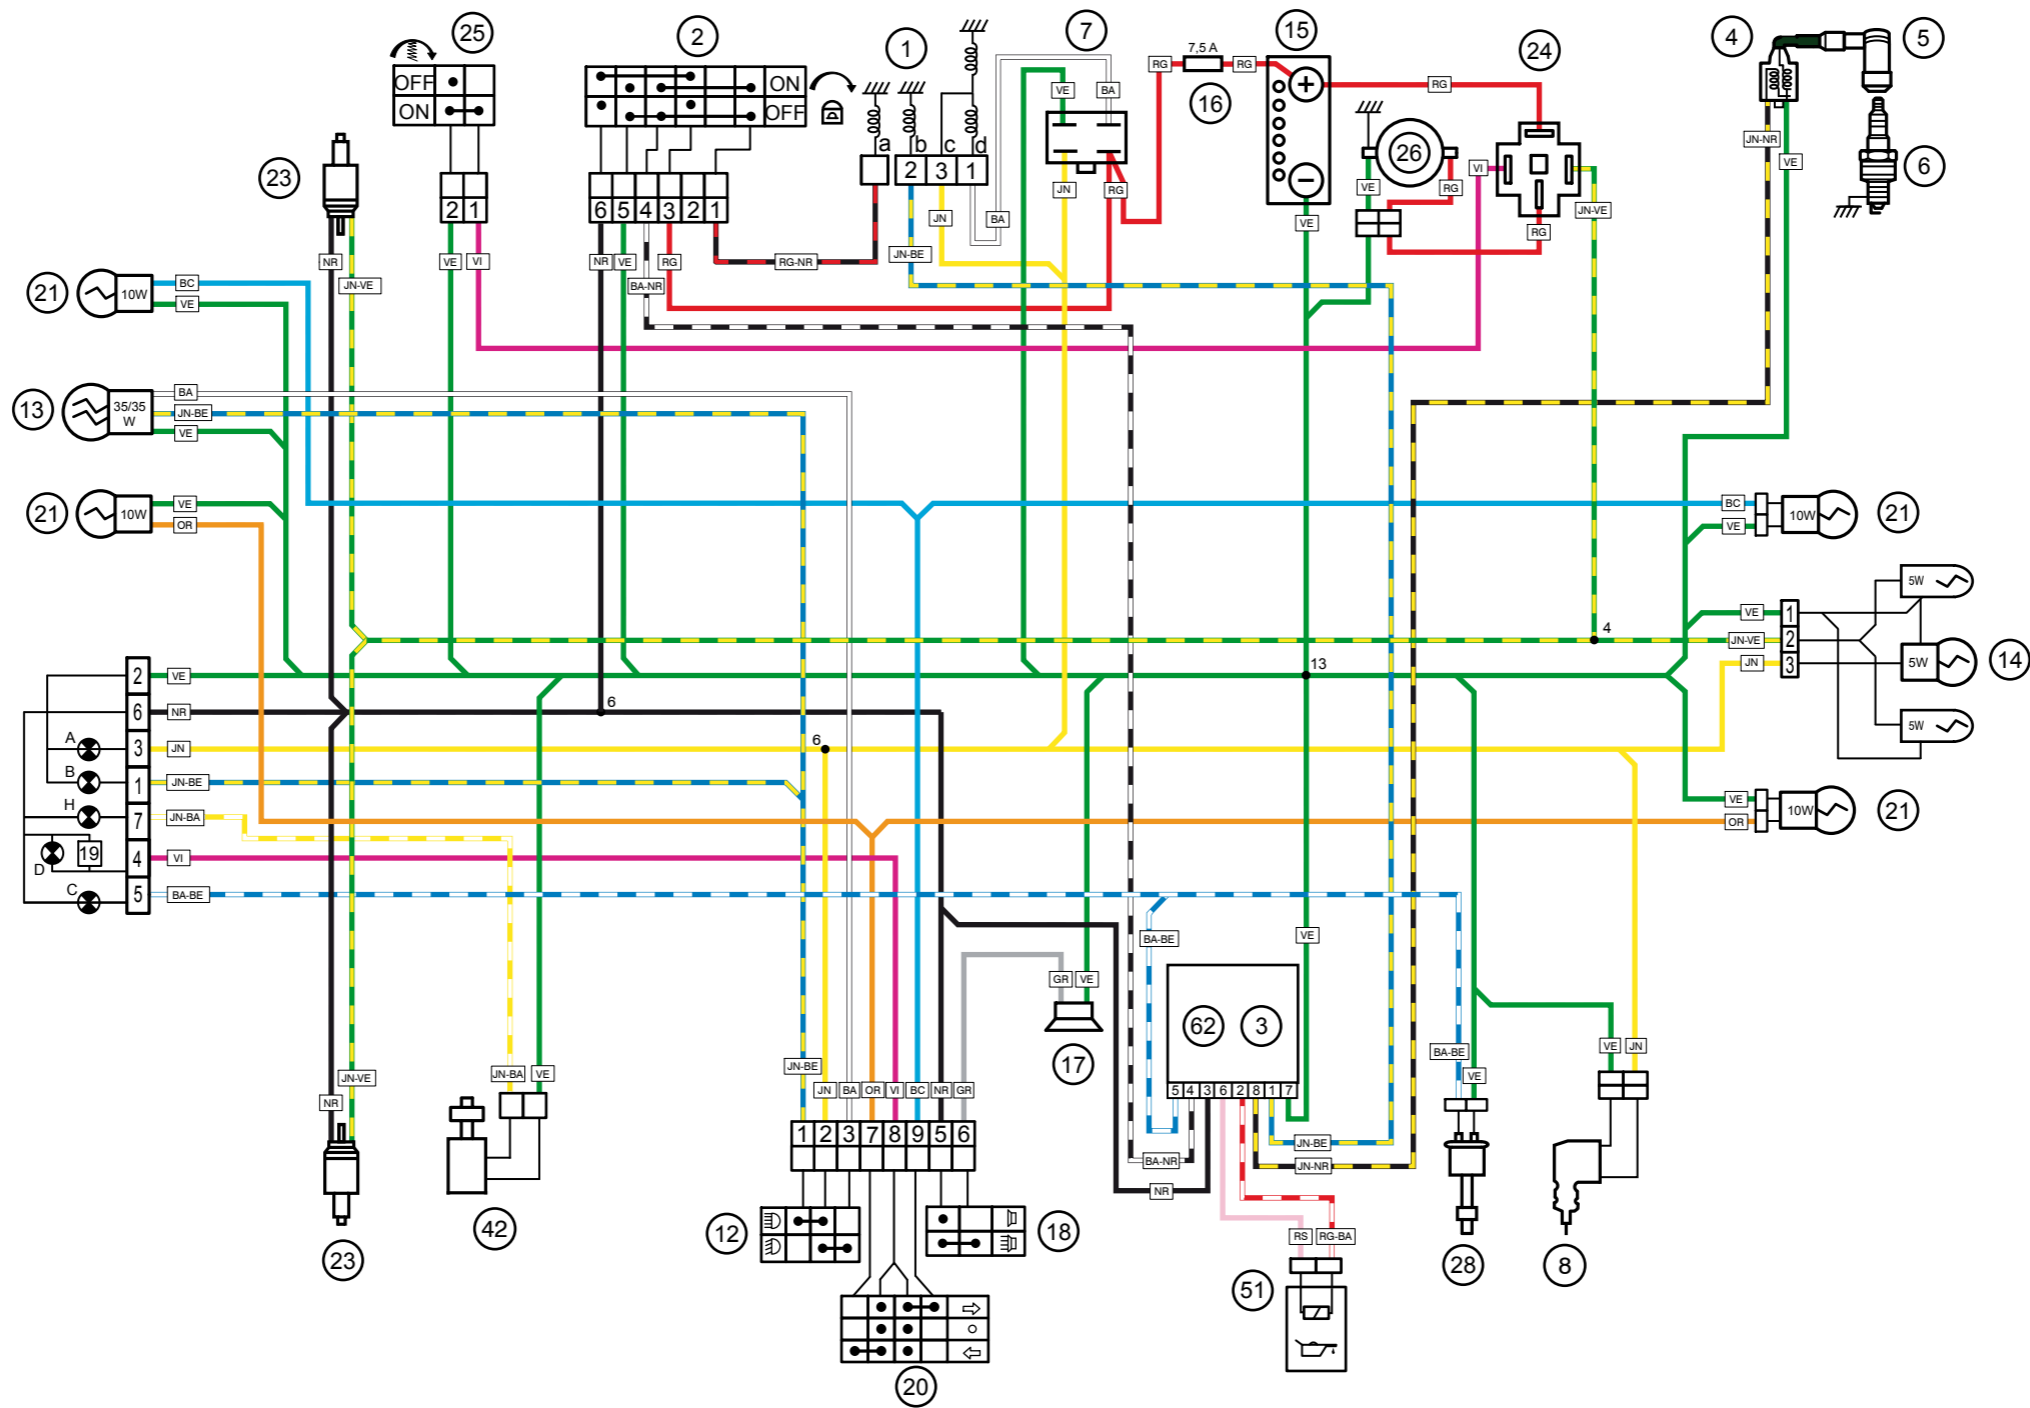 25 2 1 7 15 24 4 5
7,5 A
OFF
ON
ON
OFF
a b c d
2 3 1
VE BA
RG RG
RG
16
26
6
23
2 1
6 5 4 3 2 1
JN RG
JN BA
VE RG
VE
VI
JN-VE
RG
JN-NR
VE
NR
JN-VE
VE VI
NR VE
BA-NR
RG
RG-NR
JN-BE
21
10W
BC
VE
13
35/35
W
BA
JN-BE
VE
21
10W
VE
OR
BC
VE
10W
21
5W
VE 1
JN-VE 2
JN 3
5W
14
5W
4
13
6
6
2 VE
6 NR
A 3 JN
B 1 JN-BE
H 7 JN-BA
D 19 4 VI
C 5 BA-BE
VE
OR
10W
21
BA-BE
VE
GR VE
17
62 3
5 4 3 6 2 8 1 7
JN-BE
JN-NR
BA-NR
NR
BA-BE
VE
VE JN
NR
JN-VE
JN-BA VE
JN-BE
JN BA OR VI BC NR GR
1 2 3 7 8 9 5 6
12
18
20
23
42
RS RG-BA
51
28
8